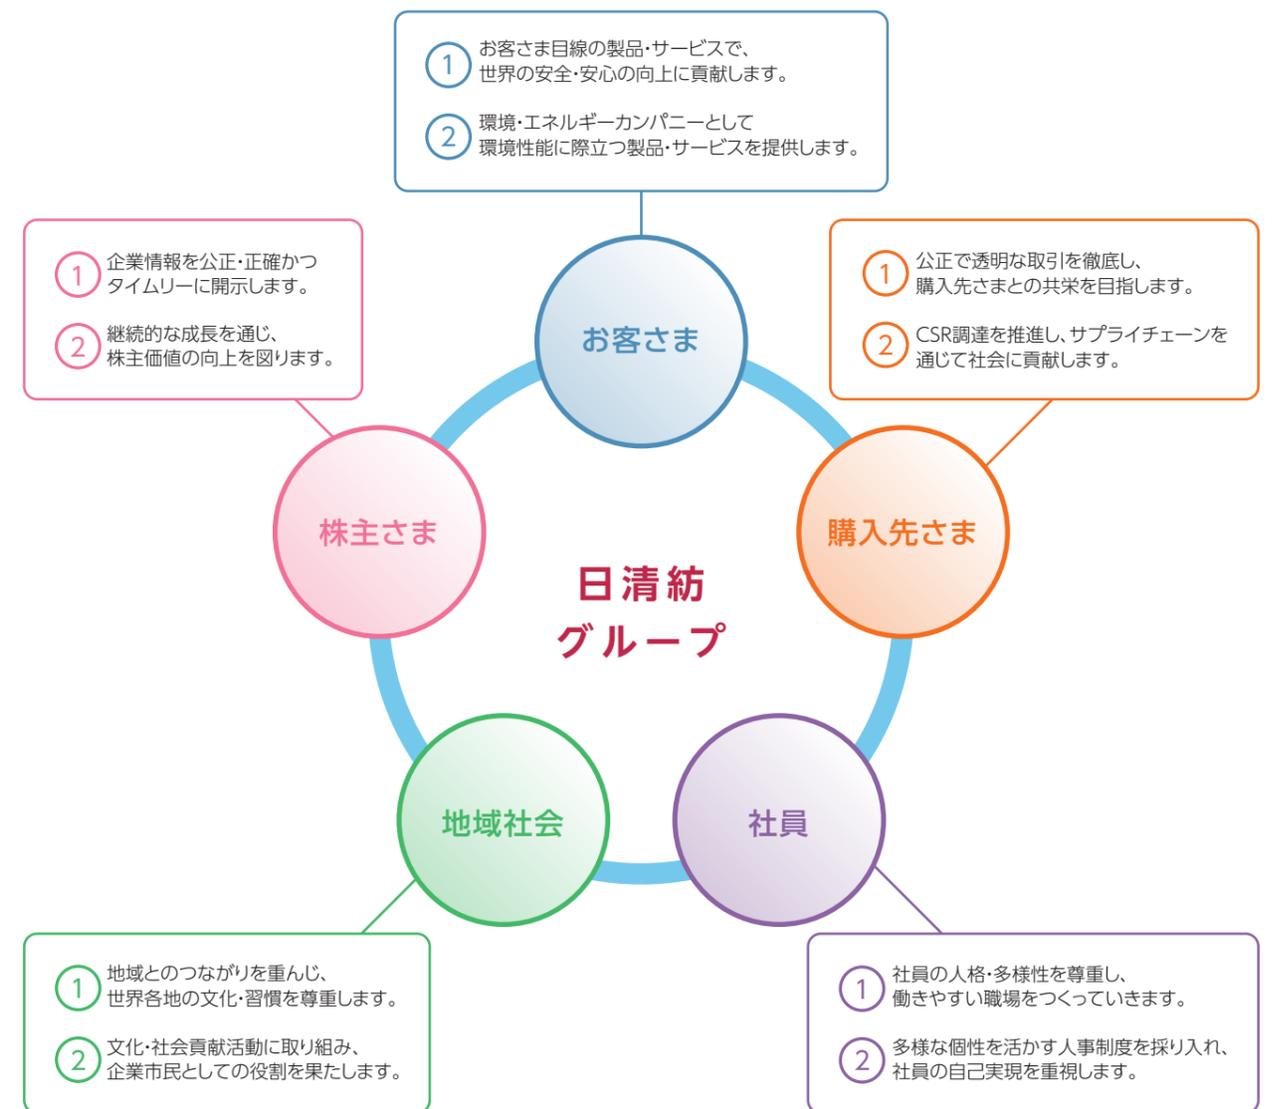 1 お客さま目線の製品・サービスで、
世界の安全・安心の向上に貢献します。
2 環境・エネルギーカンパニーとして
環境性能に際立つ製品・サービスを提供します。
1 企業情報を公正・正確かつ
タイムリーに開示します。
2 継続的な成長を通じ、
株主価値の向上を図ります。
1 公正で透明な取引を徹底し、
購入先さまとの共栄を目指します。
2 CSR調達を推進し、サプライチェーンを
通じて社会に貢献します。
お客さま
株主さま
購入先さま
日清紡
グループ
地域社会
社員
1 地域とのつながりを重んじ、
世界各地の文化・習慣を尊重します。
2 文化・社会貢献活動に取り組み、
企業市民としての役割を果たします。
1 社員の人格・多様性を尊重し、
働きやすい職場をつくっていきます。
2 多様な個性を活かす人事制度を採り入れ、
社員の自己実現を重視します。